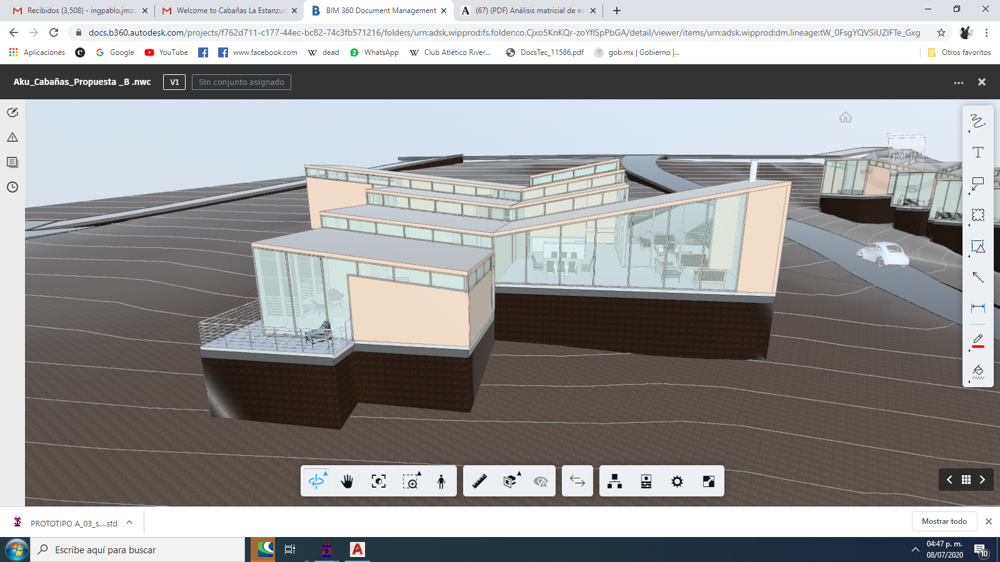 Recibidos (3,508) - ingpablo.jmzu
Welcome to Cabañas La Estanzue
BIM 360 Document Management
(67) (PDF) Análisis matricial de es
docs.b360.autodesk.com/projects/f762d711-c177-44ec-bc82-74c3fb571216/folders/urn:adsk.wipprod:fs.folder:co.Cjxo5KnKQr-zoYflSpPbGA/detail/viewer/items/urn:adsk.wipprod:dm.lineage:tW_0FsgYQVSiUZlFTe_Gxg
Aplicaciones
Google
YouTube
www.facebook.com
dead
WhatsApp
Club Atlético River...
DocsTec_11586.pdf
gob.mx | Gobierno |...
Otros favoritos
Aku_Cabañas_Propuesta _B .nwc
V1
Sin conjunto asignado
FRONTAL
PROTOTIPO A_03_s....std
Mostrar todo
Escribe aquí para buscar
04:47 p. m.
08/07/2020
10